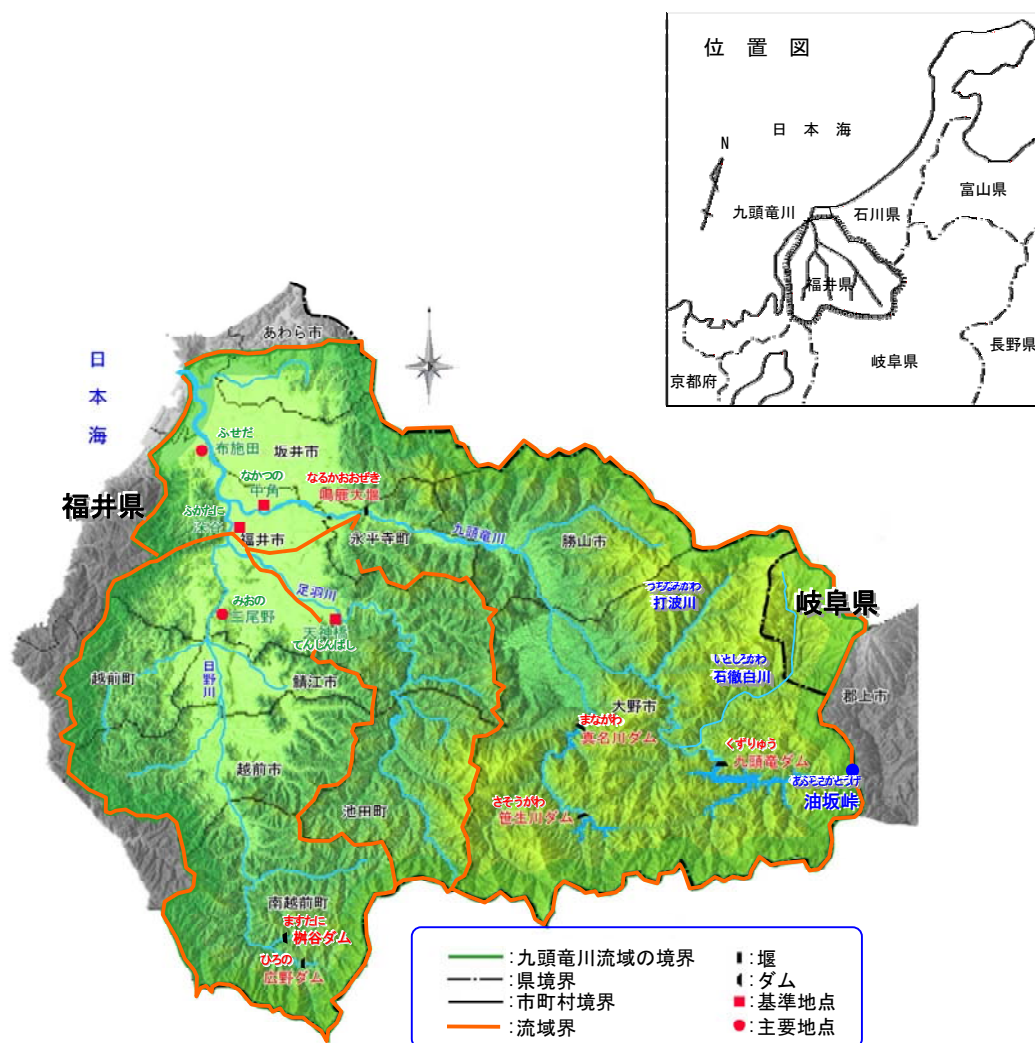 位置図
日本海
N
九頭竜川
石川県
富山県
福井県
長野県
岐阜県
京都府
あわら市
日本海
ふせだ
布施田
坂井市
なかつの
中角
なるかおおぜき
鳴鹿大堰
福井県
ふかだに
深谷
福井市
永平寺町
九頭竜川
勝山市
足羽川
つちなみかわ
打波川
岐阜県
みおの
三尾野
天神橋
てんじんばし
いとしろかわ
石徹白川
越前町
日野川
鯖江市
郡上市
大野市
まながわ
真名川ダム
くずりゅう
九頭竜ダム
越前市
あぶらさかとうげ
油坂峠
池田町
さそうがわ
笹生川ダム
南越前町
ますたに
桝谷ダム
ひろの
広野ダム
:九頭竜川流域の境界
:堰
:県境界
:ダム
:市町村境界
:基準地点
:流域界
:主要地点